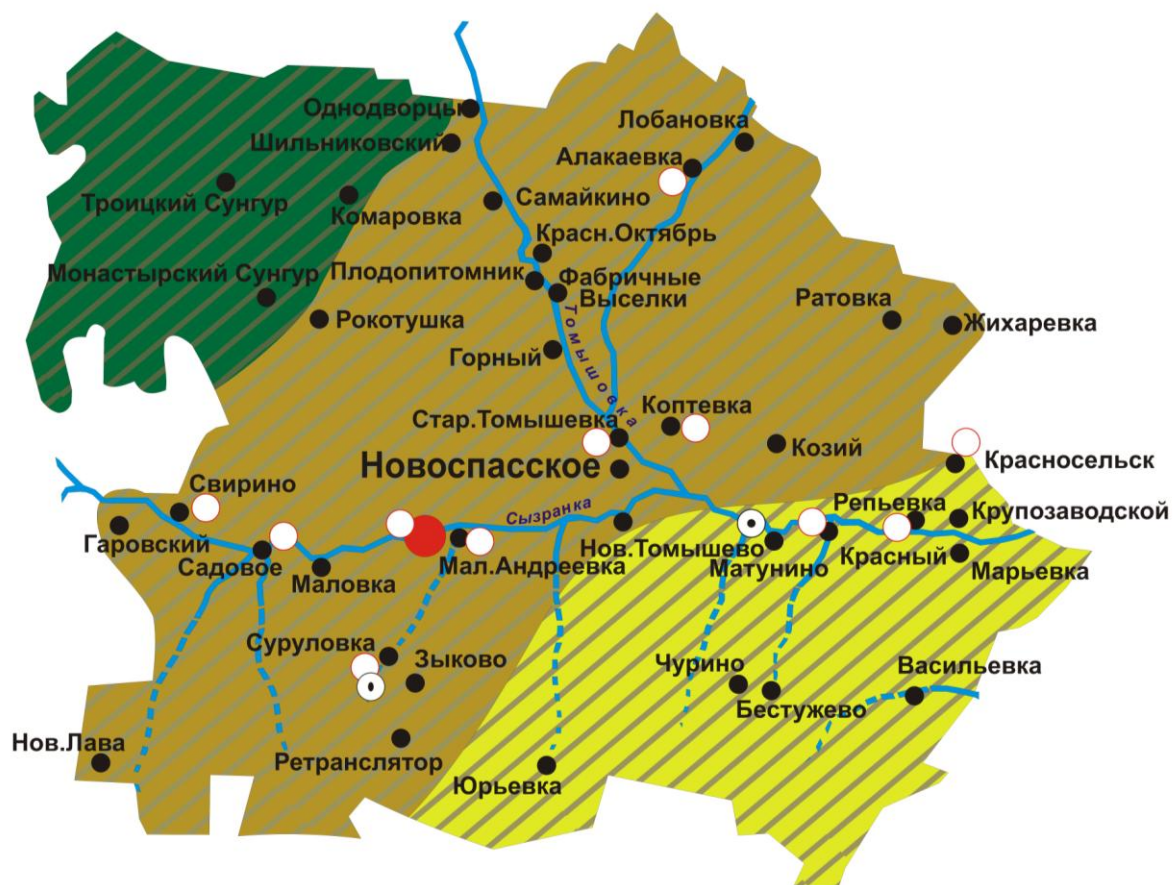 Однодворцы
Лобановка
Шильниковский
Алакаевка
Троицкий Сунгур
Комаровка
Самайкино
Красн.Октябрь
Монастырский Сунгур
Плодопитомник
Фабричные
Выселки
Ратовка
Рокотушка
Жихаревка
Томышовка
Горный
Коптевка
Стар.Томышевка
Козий
Новоспасское
Красносельск
Свирино
Сызранка
Репьевка
Крупозаводской
Гаровский
Садовое
Нов.Томышево
Красный
Маловка
Мал.Андреевка
Матунино
Марьевка
Суруловка
Зыково
Чурино
Васильевка
Бестужево
Нов.Лава
Ретранслятор
Юрьевка